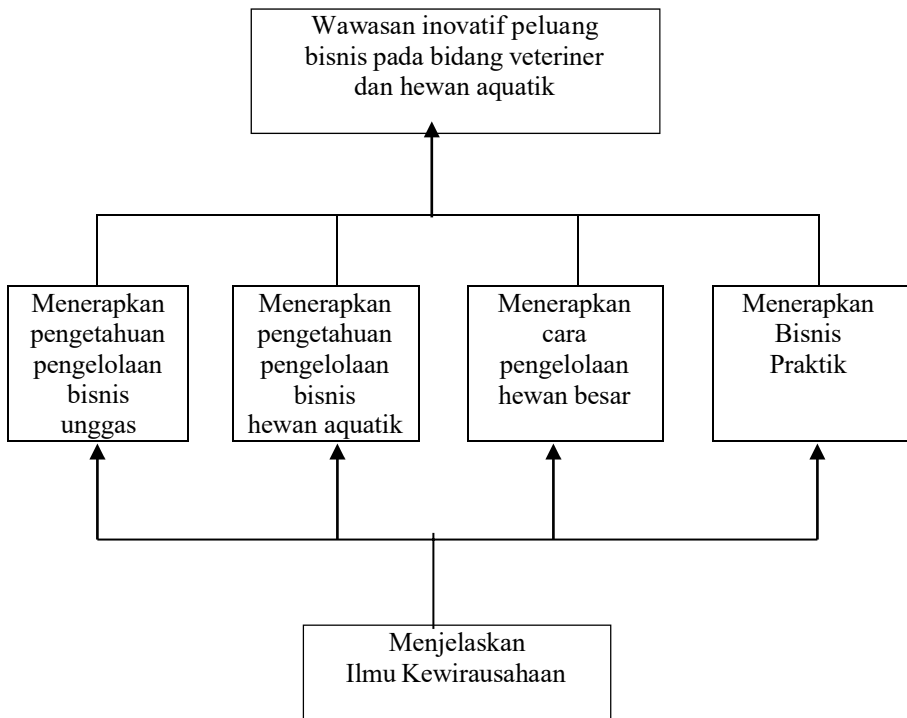 Wawasan inovatif peluang
bisnis pada bidang veteriner
dan hewan aquatik
Menerapkan
pengetahuan
pengelolaan
bisnis
unggas
Menerapkan
pengetahuan
pengelolaan
bisnis
hewan aquatik
Menerapkan
cara
pengelolaan
hewan besar
Menerapkan
Bisnis
Praktik
Menjelaskan
Ilmu Kewirausahaan